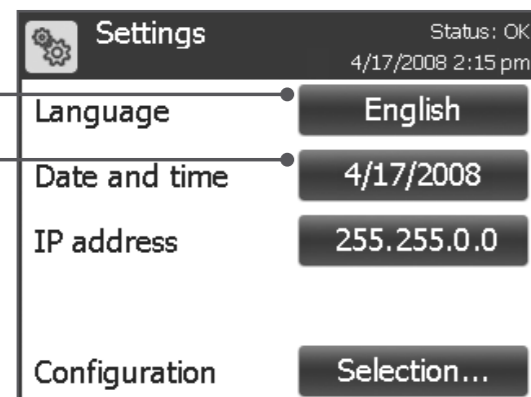 Settings
Status: OK
4/17/2008 2:15 pm
Language English
Date and time 4/17/2008
IP address 255.255.0.0
Configuration Selection...